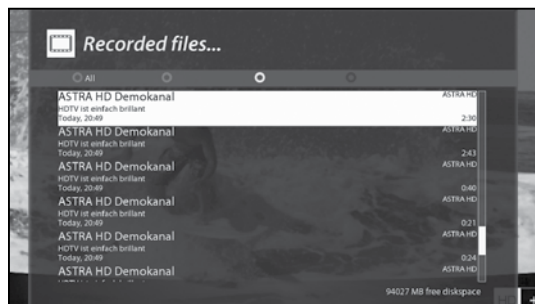 Recorded files...
All
ASTRA HD Demokanal ASTRA HD
HDTV ist einfach brillant
Today, 20:49 2:30
ASTRA HD Demokanal ASTRA HD
HDTV ist einfach brillant
Today, 20:49 2:43
ASTRA HD Demokanal ASTRA HD
HDTV ist einfach brillant
Today, 20:49 0:40
ASTRA HD Demokanal ASTRA HD
HDTV ist einfach brillant
Today, 20:49 0:21
ASTRA HD Demokanal ASTRA HD
HDTV ist einfach brillant
Today, 20:49 0:24
ASTRA HD Demokanal ASTRA HD
94027 MB free diskspace